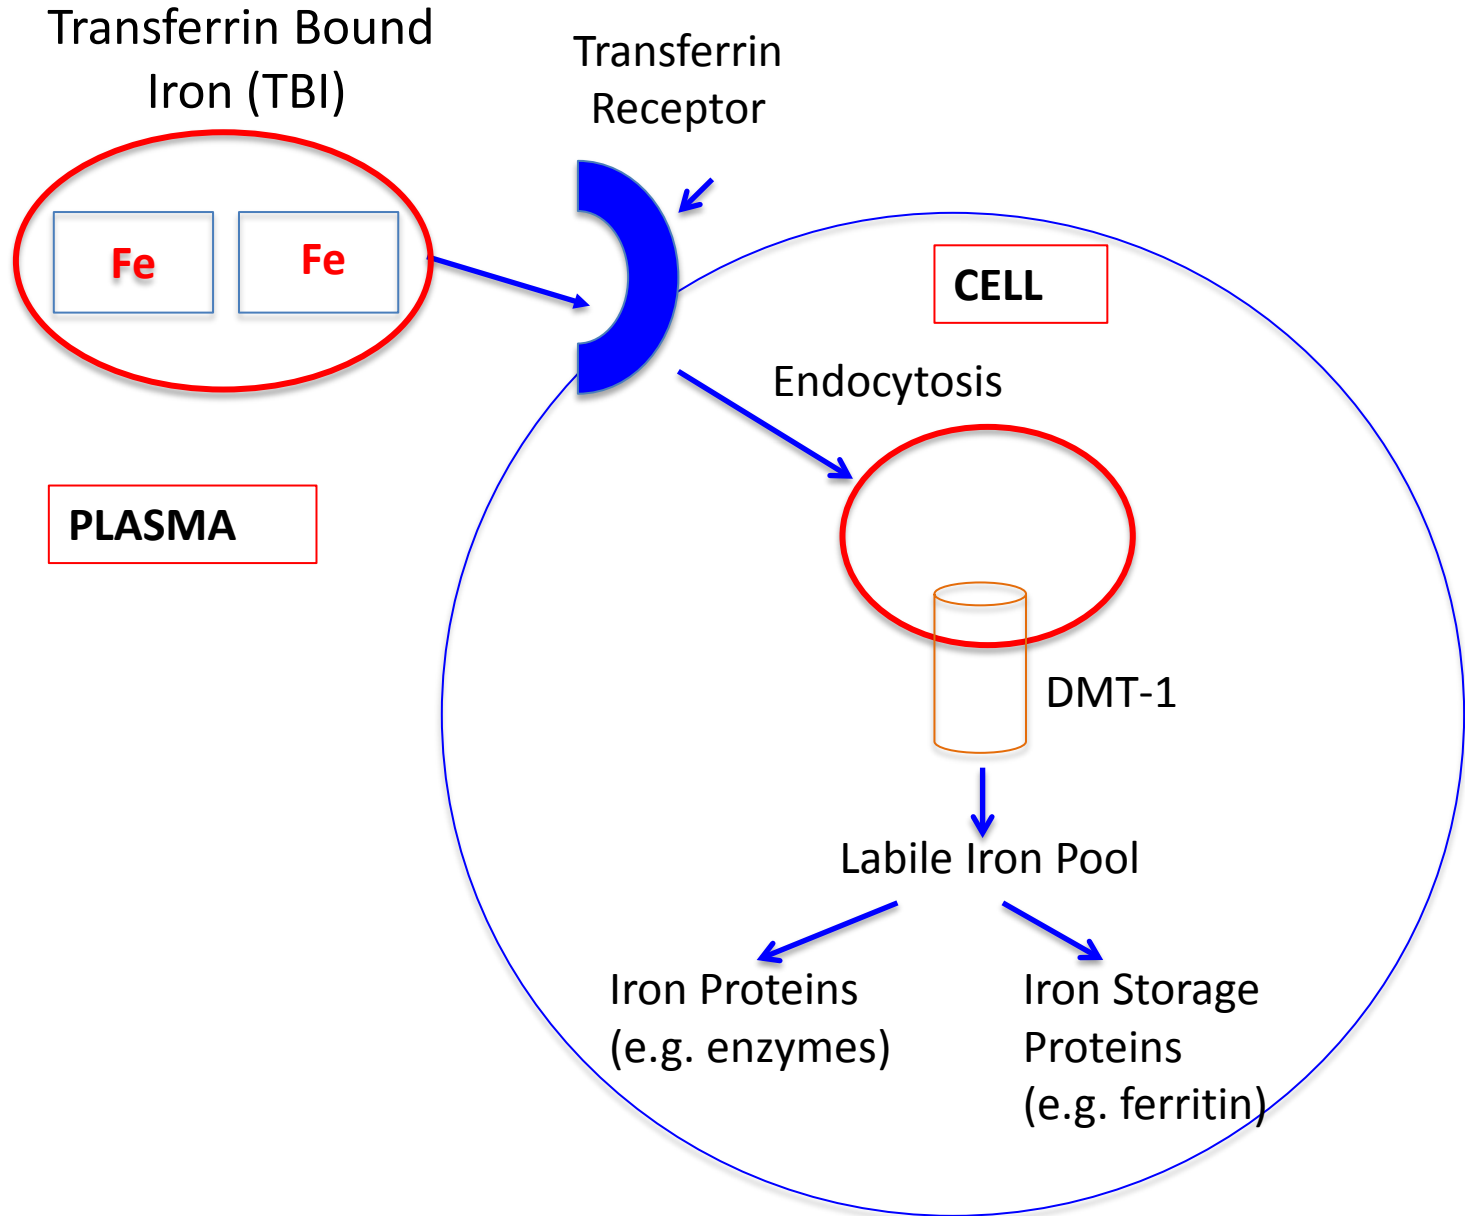 Transferrin Bound
Iron (TBI)
Transferrin
Receptor
Fe
Fe
CELL
Endocytosis
PLASMA
DMT-1
Labile Iron Pool
Iron Proteins
(e.g. enzymes)
Iron Storage
Proteins
(e.g. ferritin)